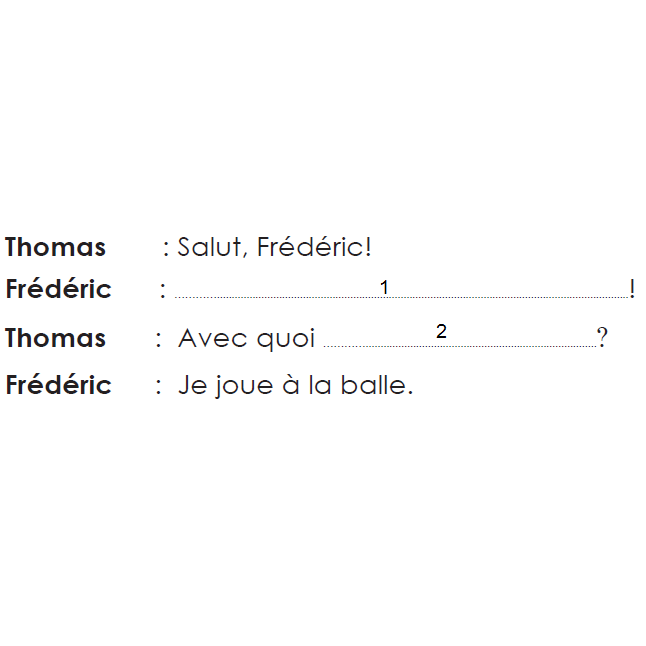 Thomas : Salut, Frédéric!
Frédéric : ........1........!
Thomas : Avec quoi ........2........?
Frédéric : Je joue à la balle.